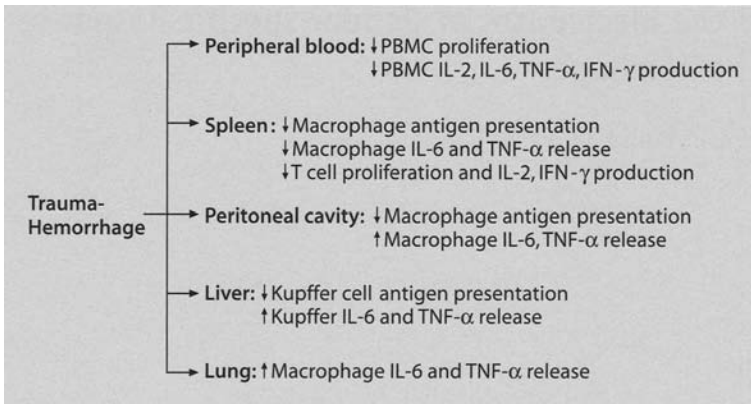 Peripheral blood: ↓PBMC proliferation
↓PBMC IL-2, IL-6, TNF-α, IFN-γ production
Spleen: ↓Macrophage antigen presentation
↓Macrophage IL-6 and TNF-α release
↓T cell proliferation and IL-2, IFN-γ production
Trauma-
Hemorrhage
Peritoneal cavity: ↓Macrophage antigen presentation
↑Macrophage IL-6, TNF-α release
Liver: ↓Kupffer cell antigen presentation
↑Kupffer IL-6 and TNF-α release
Lung: ↑Macrophage IL-6 and TNF-α release